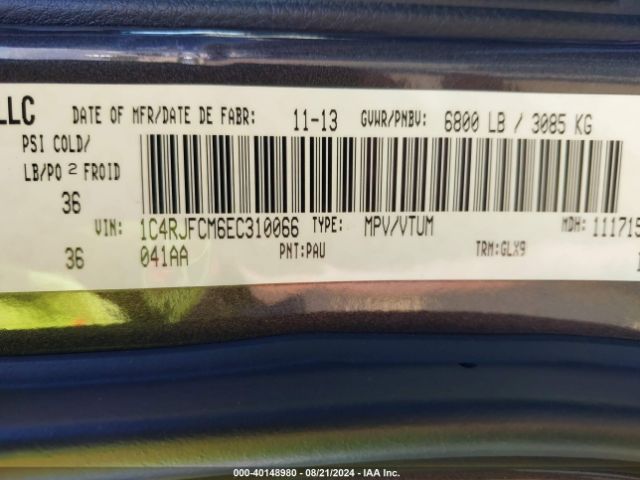 LLC DATE OF MFR/DATE DE FABR: 11-13 GVWR/PNBV: 6800 LB / 3085 KG
PSI COLD/
LB/PO 2 FROID
36
VIN: 1C4RJFCM6EC310066 TYPE: MPV/VTUM MDH: 111715
36 041AA PNT:PAU TRM:GLX9
00-40148980 - 08/21/2024 - IAA Inc.